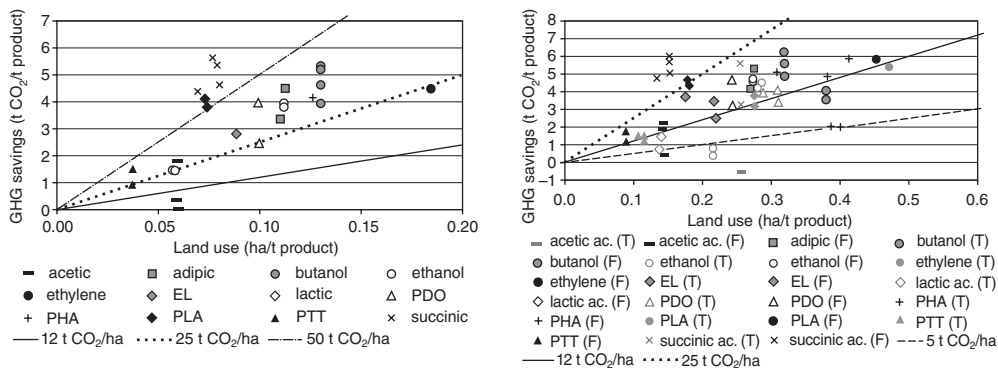 7
6
5
4
3
2
1
0
GHG savings (t CO2/t product)
0.00 0.05 0.10 0.15 0.20
Land use (ha/t product)
acetic adipic butanol ethanol
ethylene EL lactic PDO
PHA PLA PTT succinic
12 t CO2/ha 25 t CO2/ha 50 t CO2/ha
8
7
6
5
4
3
2
1
0
−1
GHG savings (t CO2/t product)
0.0 0.1 0.2 0.3 0.4 0.5 0.6
Land use (ha/t product)
acetic ac. (T) acetic ac. (F) adipic (F) butanol (T)
butanol (F) ethanol (T) ethanol (F) ethylene (T)
ethylene (F) EL (T) EL (F) lactic ac. (T)
lactic ac. (F) PDO (T) PDO (F) PHA (T)
PHA (F) PLA (T) PLA (F) PTT (T)
PTT (F) succinic ac. (T) succinic ac. (F) 5 t CO2/ha
12 t CO2/ha 25 t CO2/ha